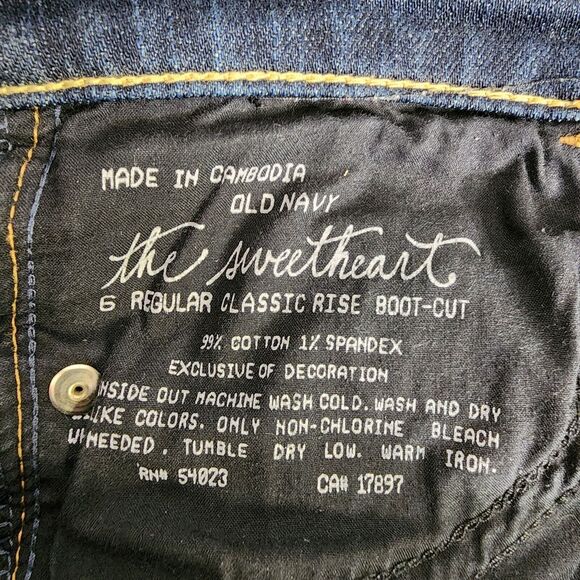 MADE IN CAMBODIA
OLD NAVY
the sweetheart
6 REGULAR CLASSIC RISE BOOT-CUT
99% COTTON 1% SPANDEX
EXCLUSIVE OF DECORATION
INSIDE OUT MACHINE WASH COLD. WASH AND DRY
LIKE COLORS. ONLY NON-CHLORINE BLEACH
NEEDED. TUMBLE DRY LOW. WARM IRON.
RN# 54023 CA# 17897